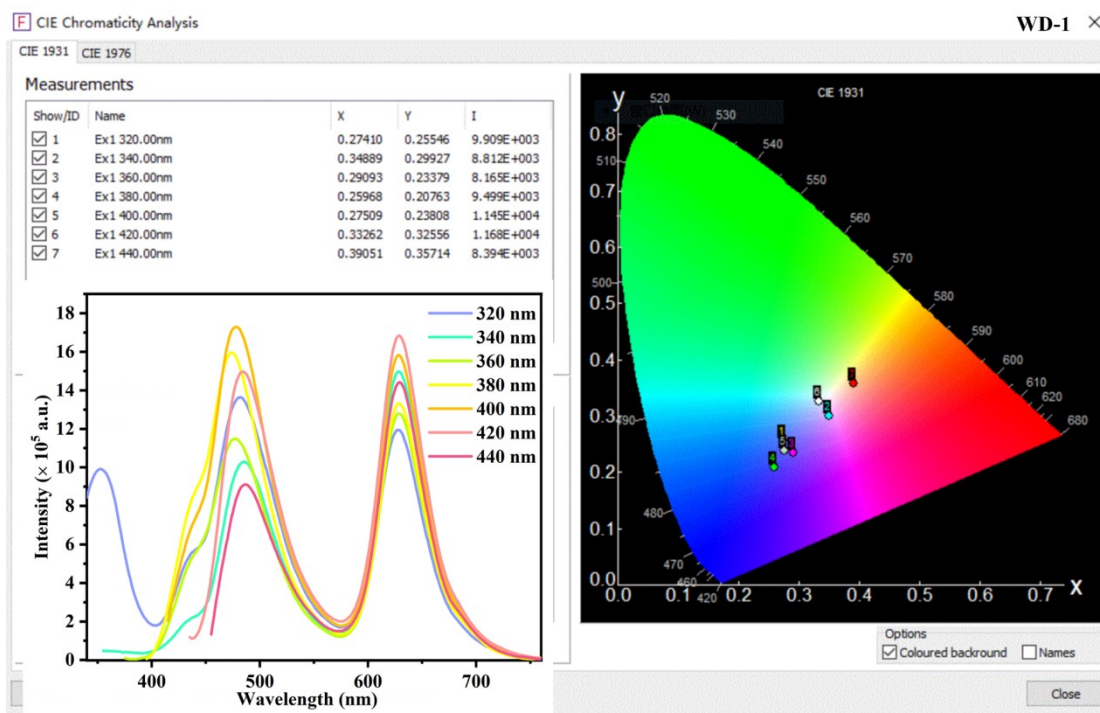 CIE Chromaticity Analysis
WD-1
CIE 1931 CIE 1976
Measurements
Show/ID Name X Y I
1 Ex1 320.00nm 0.27410 0.25546 9.909E+003
2 Ex1 340.00nm 0.34889 0.29927 8.812E+003
3 Ex1 360.00nm 0.29093 0.23379 8.165E+003
4 Ex1 380.00nm 0.25968 0.20763 9.499E+003
5 Ex1 400.00nm 0.27509 0.23808 1.145E+004
6 Ex1 420.00nm 0.33262 0.32556 1.168E+004
7 Ex1 440.00nm 0.39051 0.35714 8.394E+003
18
16
14
12
10
8
6
4
2
0
Intensity (× 10⁵ a.u.)
320 nm
340 nm
360 nm
380 nm
400 nm
420 nm
440 nm
400 500 600 700
Wavelength (nm)
CIE 1931
y
0.8
0.7
0.6
0.5
0.4
0.3
0.2
0.1
0.0
0.0 0.1 0.2 0.3 0.4 0.5 0.6 0.7
x
520
530
540
550
560
570
580
590
600
610
620
680
510
500
490
480
470
460
420
1
2
3
4
5
6
Options
Coloured backround Names
Close